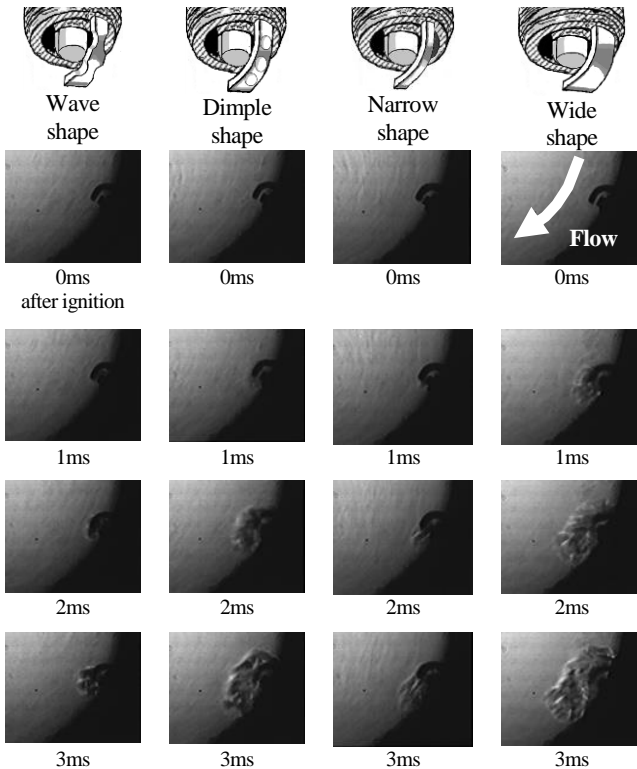 Wave
shape
Dimple
shape
Narrow
shape
Wide
shape
Flow
0ms
after ignition
0ms
0ms
0ms
1ms
1ms
1ms
1ms
2ms
2ms
2ms
2ms
3ms
3ms
3ms
3ms